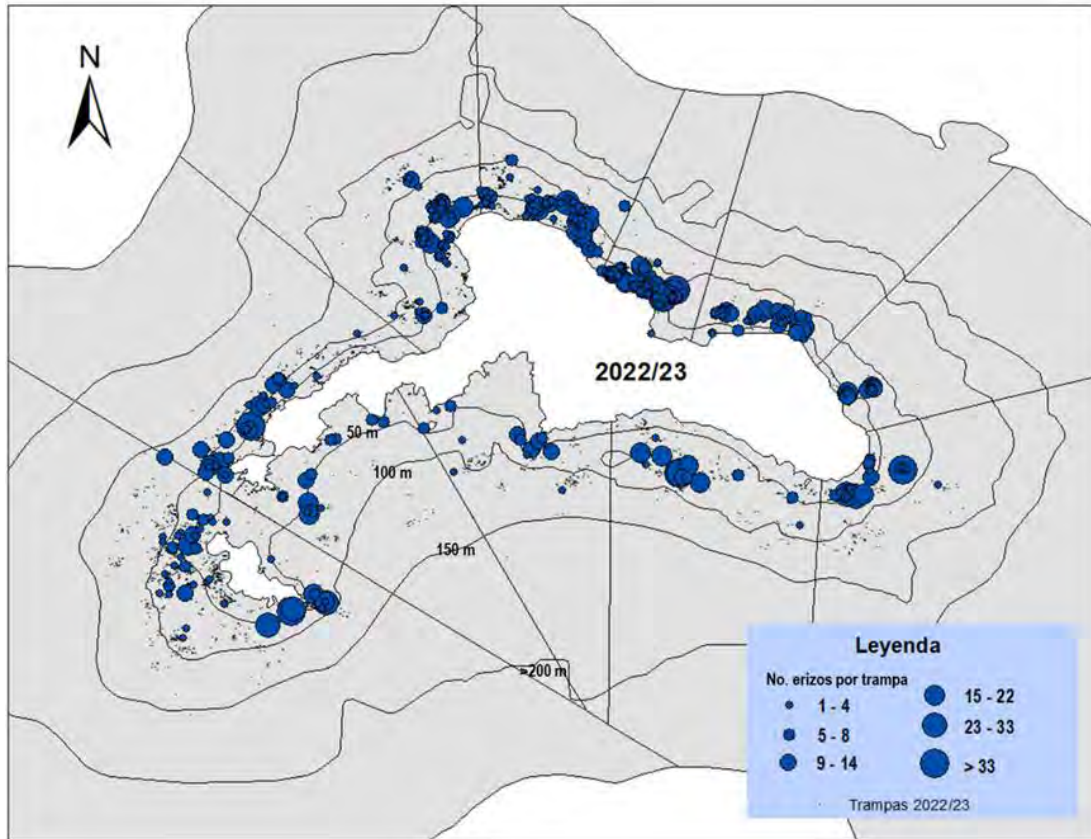 N
2022/23
50 m
100 m
150 m
>200 m
Leyenda
No. erizos por trampa
1 - 4
5 - 8
9 - 14
15 - 22
23 - 33
> 33
Trampas 2022/23